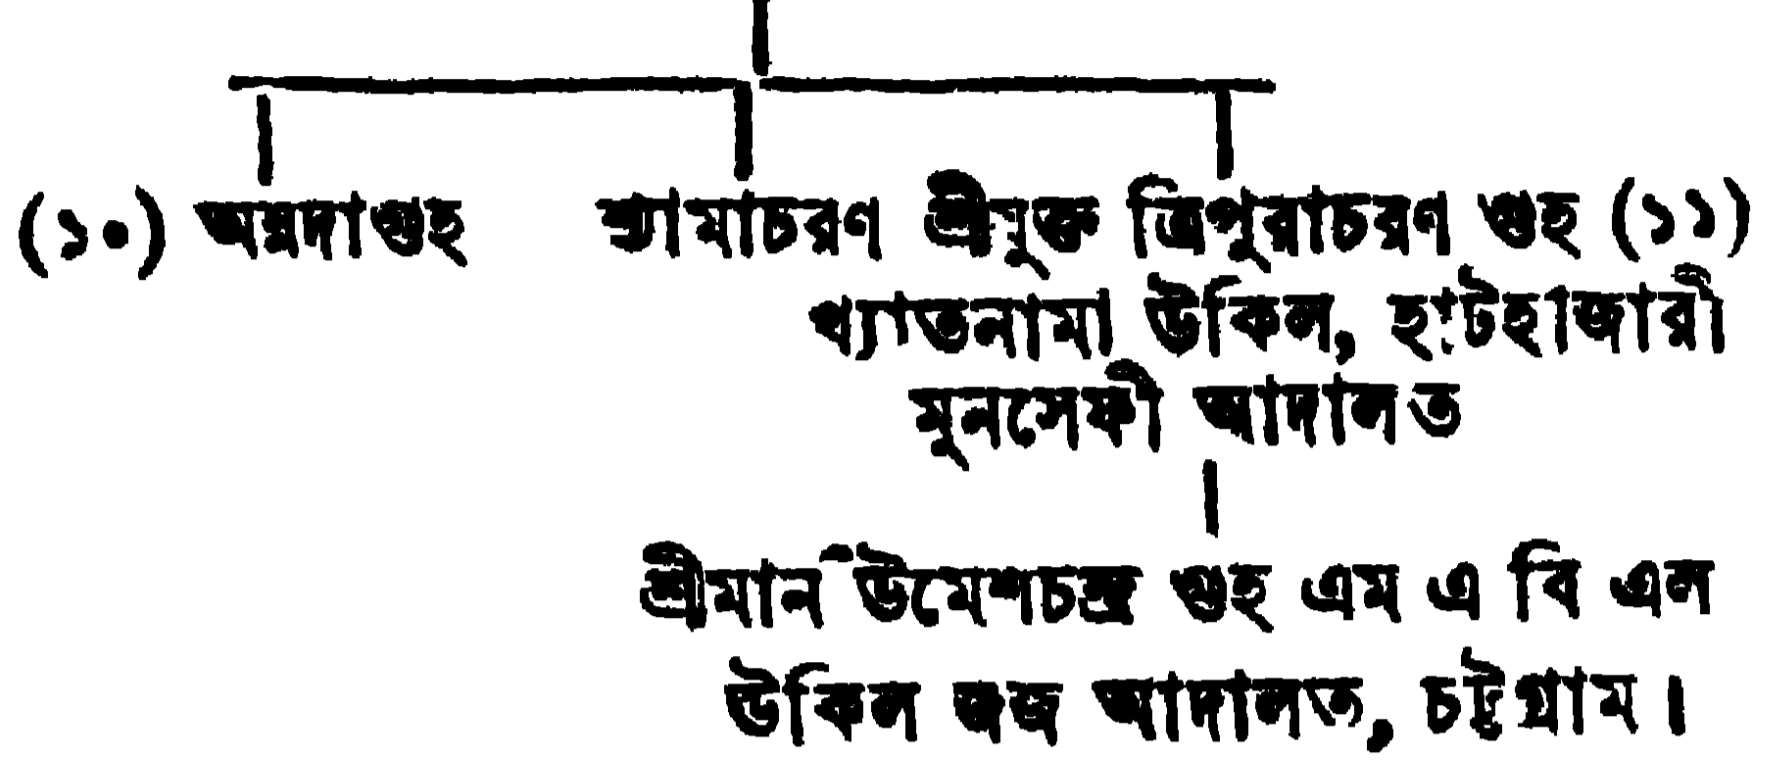 (১০) অন্নদাগুহ শ্যামাচরণ শ্রীযুক্ত ত্রিপুরাচরণ গুহ (১১)
খ্যাতনামা উকিল, হাটহাজারী
মুনসেফী আদালত
শ্রীমান উমেশচন্দ্র গুহ এম এ বি এল
উকিল জজ আদালত, চট্টগ্রাম।